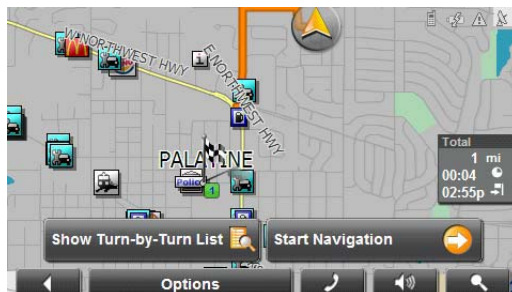 W NORTHWEST HWY
E NORTHWEST HWY
i
PALATINE
Police
1
Total
1 mi
00:04
02:55p
Show Turn-by-Turn List
Start Navigation
Options